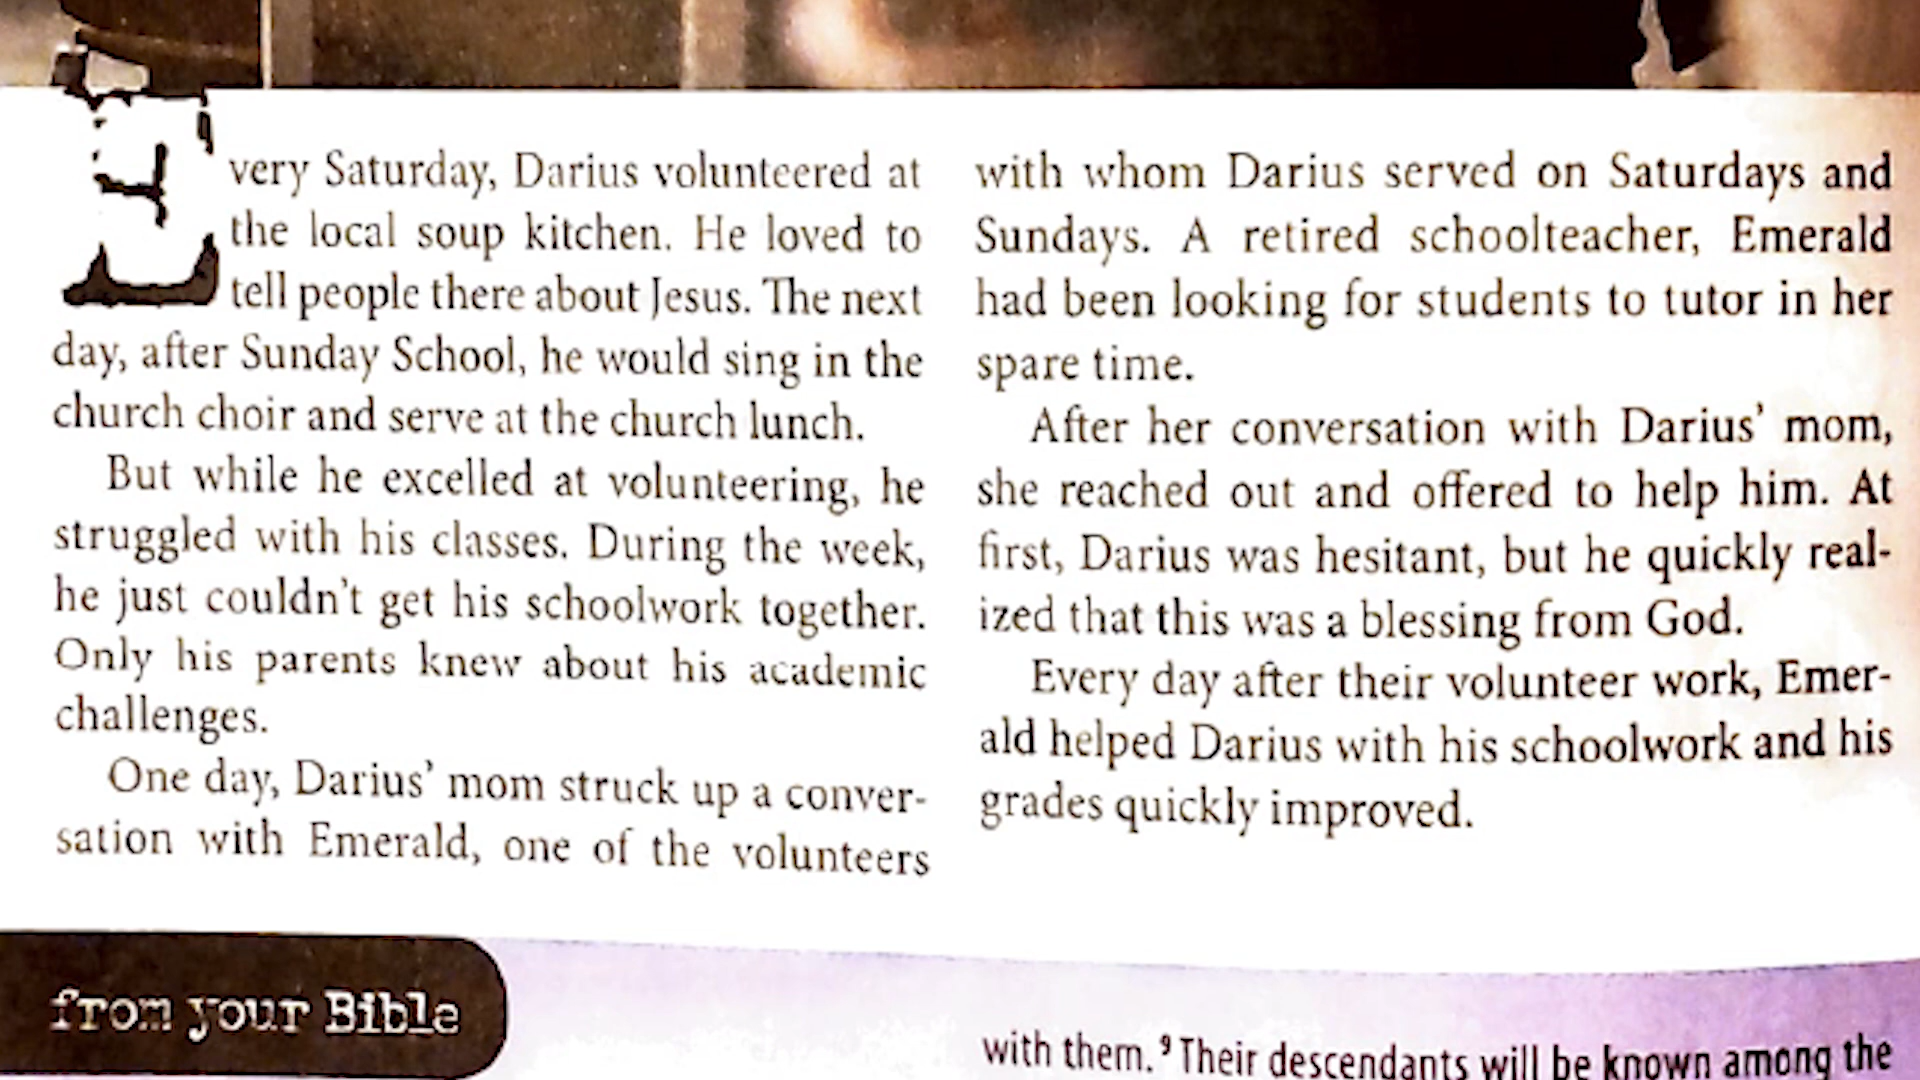 Every Saturday, Darius volunteered at
the local soup kitchen. He loved to
tell people there about Jesus. The next
day, after Sunday School, he would sing in the
church choir and serve at the church lunch.
But while he excelled at volunteering, he
struggled with his classes. During the week,
he just couldn't get his schoolwork together.
Only his parents knew about his academic
challenges.
One day, Darius' mom struck up a conver-
sation with Emerald, one of the volunteers
with whom Darius served on Saturdays and
Sundays. A retired schoolteacher, Emerald
had been looking for students to tutor in her
spare time.
After her conversation with Darius' mom,
she reached out and offered to help him. At
first, Darius was hesitant, but he quickly real-
ized that this was a blessing from God.
Every day after their volunteer work, Emer-
ald helped Darius with his schoolwork and his
grades quickly improved.
from your Bible
with them. ⁹ Their descendants will be known among the